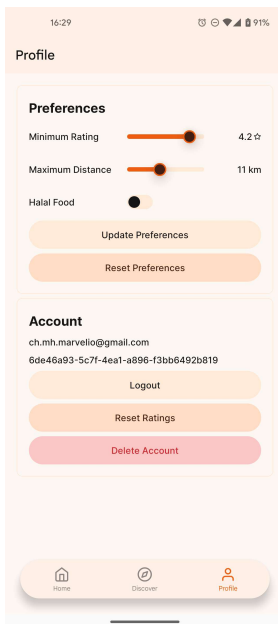 16:29
91%
Profile
Preferences
Minimum Rating 4.2☆
Maximum Distance 11 km
Halal Food
Update Preferences
Reset Preferences
Account
ch.mh.marvelio@gmail.com
6de46a93-5c7f-4ea1-a896-f3bb6492b819
Logout
Reset Ratings
Delete Account
Home Discover Profile